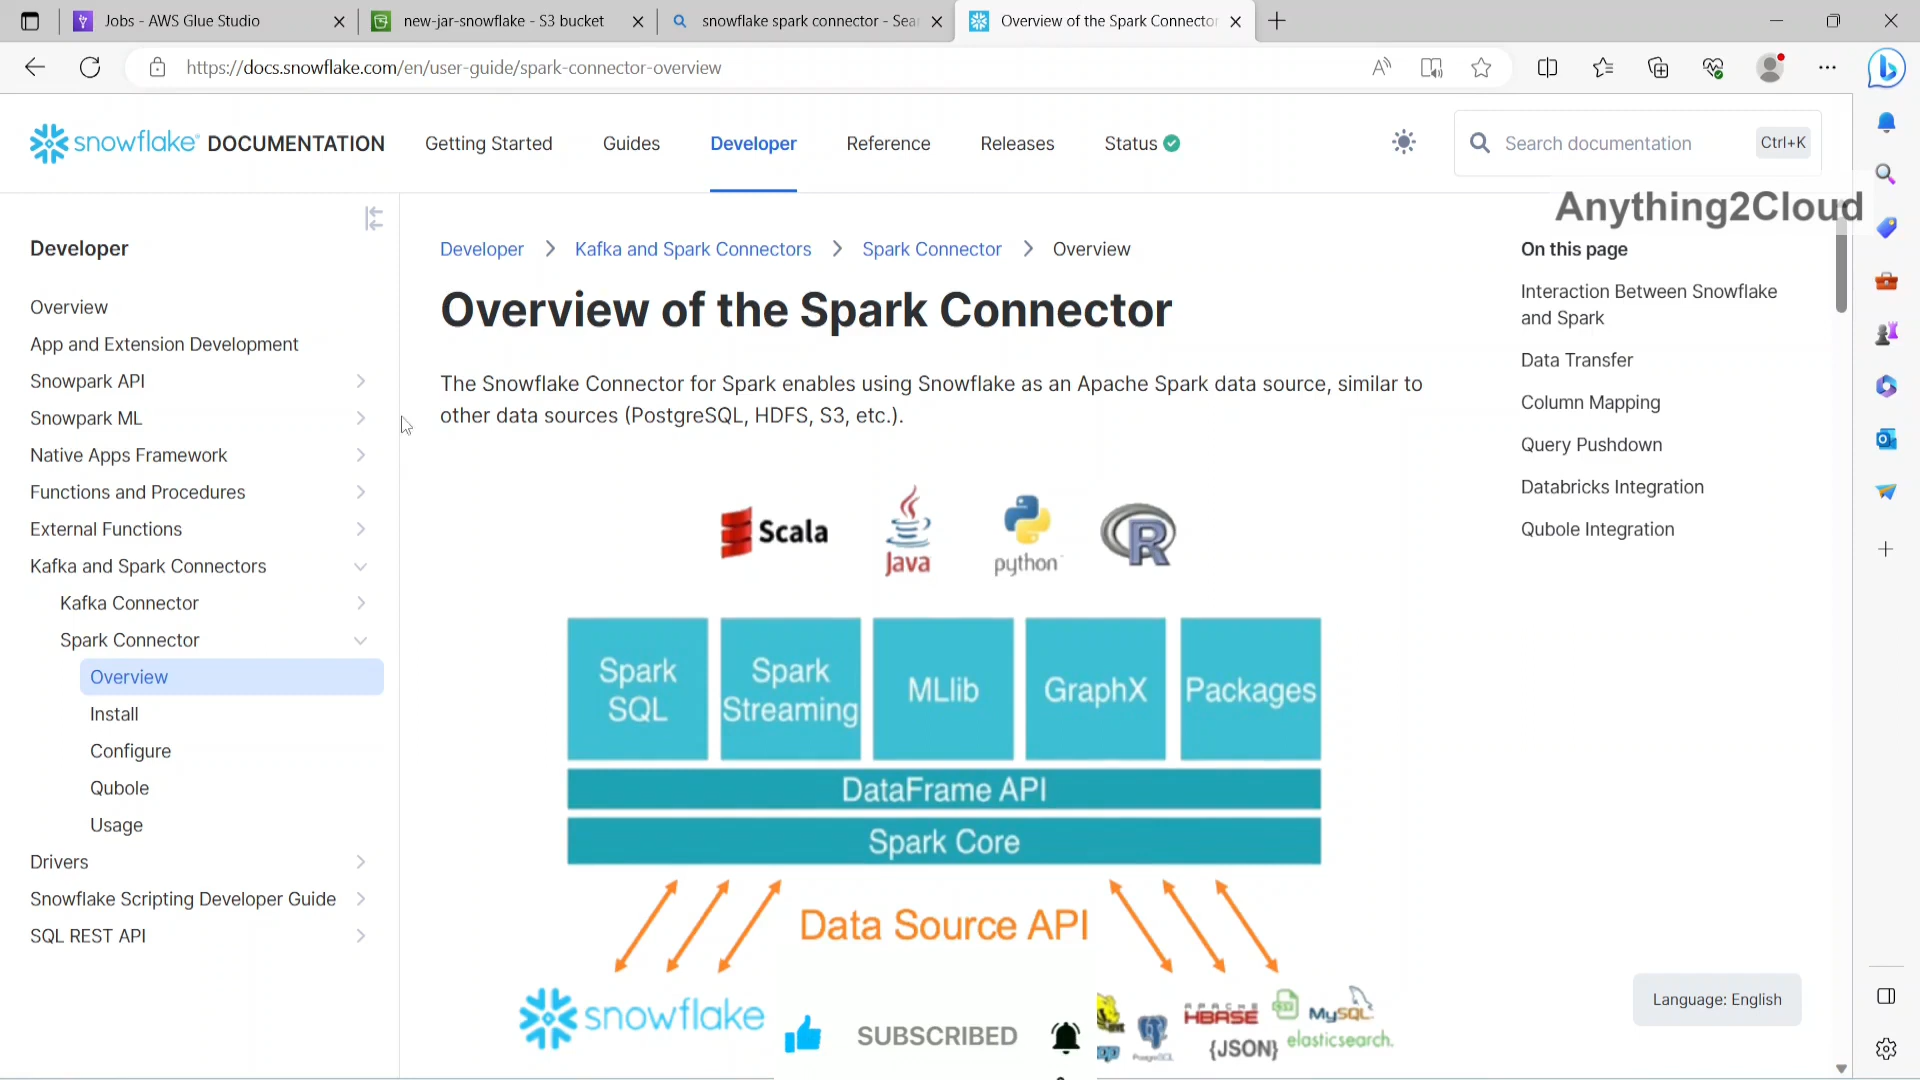 Jobs - AWS Glue Studio
new-jar-snowflake - S3 bucket
snowflake spark connector - Sea
Overview of the Spark Connector
https://docs.snowflake.com/en/user-guide/spark-connector-overview
snowflake DOCUMENTATION
Getting Started
Guides
Developer
Reference
Releases
Status
Search documentation
Ctrl+K
Anything2Cloud
Developer
Overview
App and Extension Development
Snowpark API
Snowpark ML
Native Apps Framework
Functions and Procedures
External Functions
Kafka and Spark Connectors
Kafka Connector
Spark Connector
Overview
Install
Configure
Qubole
Usage
Drivers
Snowflake Scripting Developer Guide
SQL REST API
Developer > Kafka and Spark Connectors > Spark Connector > Overview
Overview of the Spark Connector
The Snowflake Connector for Spark enables using Snowflake as an Apache Spark data source, similar to
other data sources (PostgreSQL, HDFS, S3, etc.).
Scala
Java
python
R
Spark
SQL
Spark
Streaming
MLlib
GraphX
Packages
DataFrame API
Spark Core
Data Source API
snowflake
SUBSCRIBED
APACHE
HBASE
MySQL
{JSON}
elasticsearch.
PostgreSQL
On this page
Interaction Between Snowflake
and Spark
Data Transfer
Column Mapping
Query Pushdown
Databricks Integration
Qubole Integration
Language: English